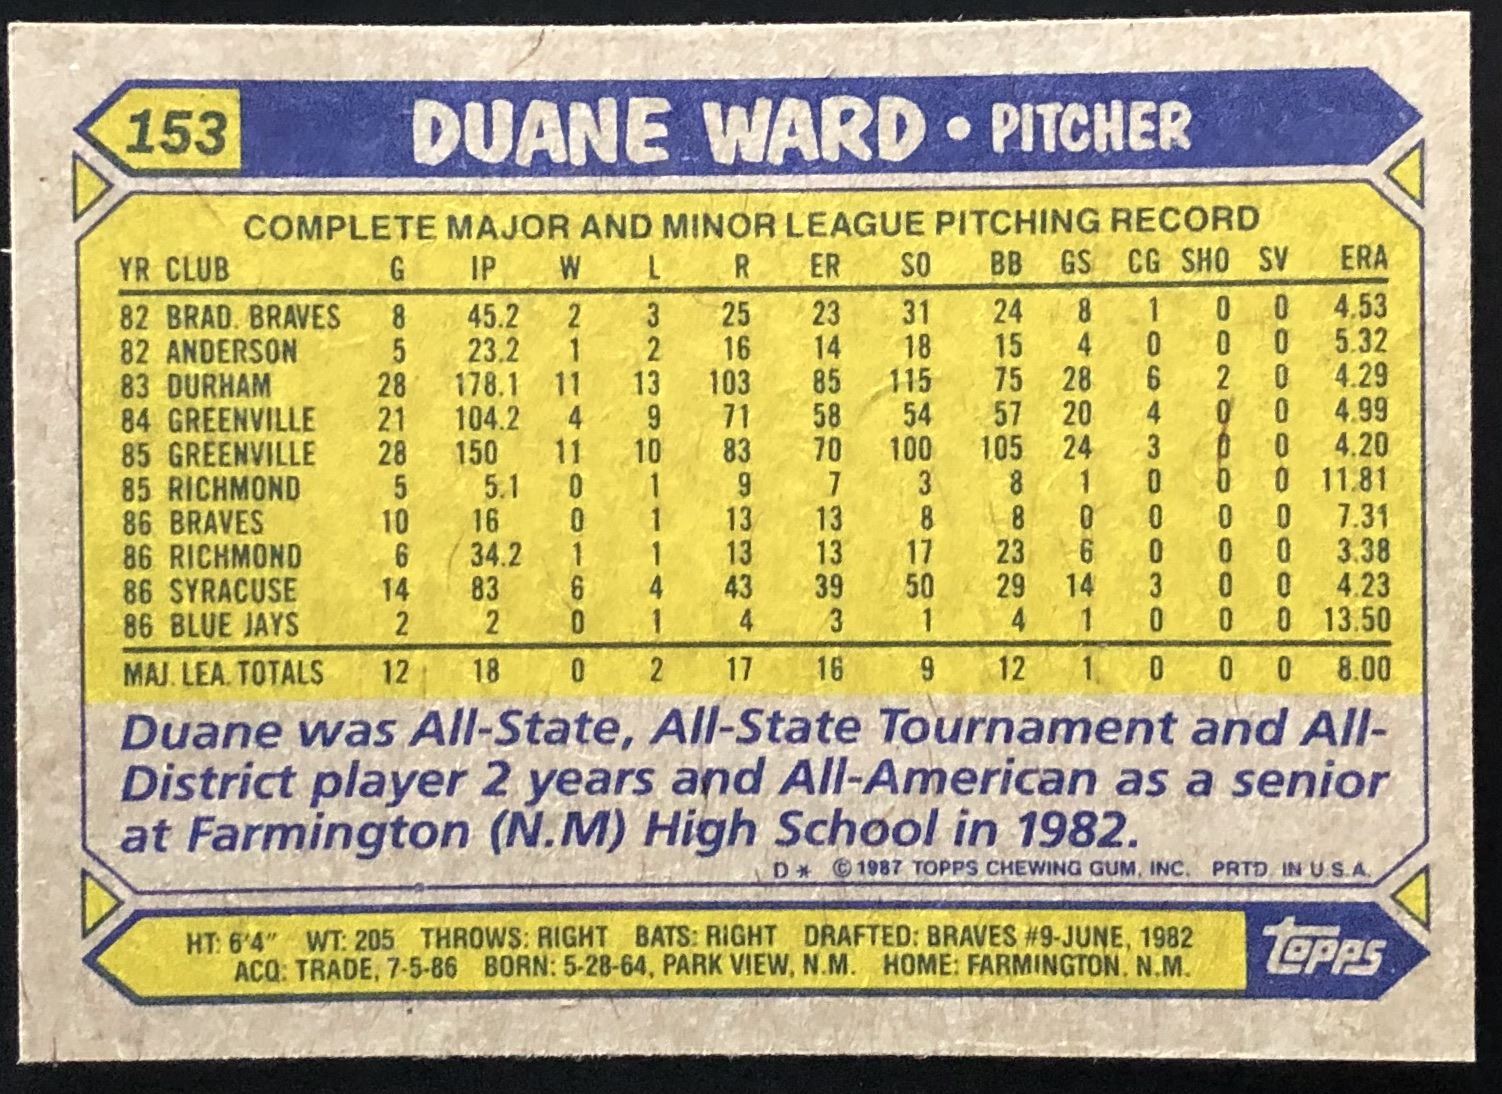 153 DUANE WARD • PITCHER
COMPLETE MAJOR AND MINOR LEAGUE PITCHING RECORD
YR CLUB G IP W L R ER SO BB GS CG SHO SV ERA
82 BRAD. BRAVES 8 45.2 2 3 25 23 31 24 8 1 0 0 4.53
82 ANDERSON 5 23.2 1 2 16 14 18 15 4 0 0 0 5.32
83 DURHAM 28 178.1 11 13 103 85 115 75 28 6 2 0 4.29
84 GREENVILLE 21 104.2 4 9 71 58 54 57 20 4 0 0 4.99
85 GREENVILLE 28 150 11 10 83 70 100 105 24 3 0 0 4.20
85 RICHMOND 5 5.1 0 1 9 7 3 8 1 0 0 0 11.81
86 BRAVES 10 16 0 1 13 13 8 8 0 0 0 0 7.31
86 RICHMOND 6 34.2 1 1 13 13 17 23 6 0 0 0 3.38
86 SYRACUSE 14 83 6 4 43 39 50 29 14 3 0 0 4.23
86 BLUE JAYS 2 2 0 1 4 3 1 4 1 0 0 0 13.50
MAJ. LEA. TOTALS 12 18 0 2 17 16 9 12 1 0 0 0 8.00
Duane was All-State, All-State Tournament and All-
District player 2 years and All-American as a senior
at Farmington (N.M) High School in 1982.
D * © 1987 TOPPS CHEWING GUM, INC. PRTD. IN U.S.A.
HT: 6'4" WT: 205 THROWS: RIGHT BATS: RIGHT DRAFTED: BRAVES #9-JUNE, 1982
ACQ: TRADE, 7-5-86 BORN: 5-28-64, PARK VIEW, N.M. HOME: FARMINGTON, N.M.
topps